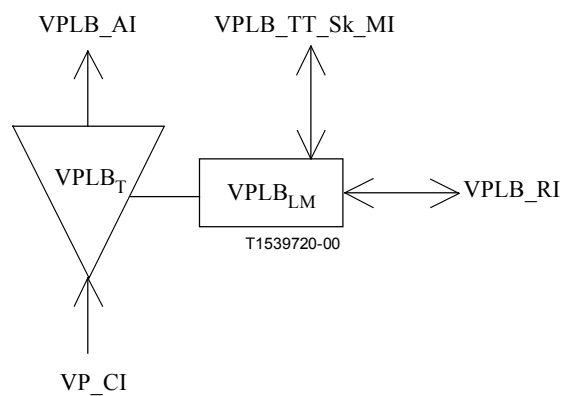 VPLB_AI
VPLB_TT_Sk_MI
VPLB_T
VPLB_LM
VPLB_RI
T1539720-00
VP_CI